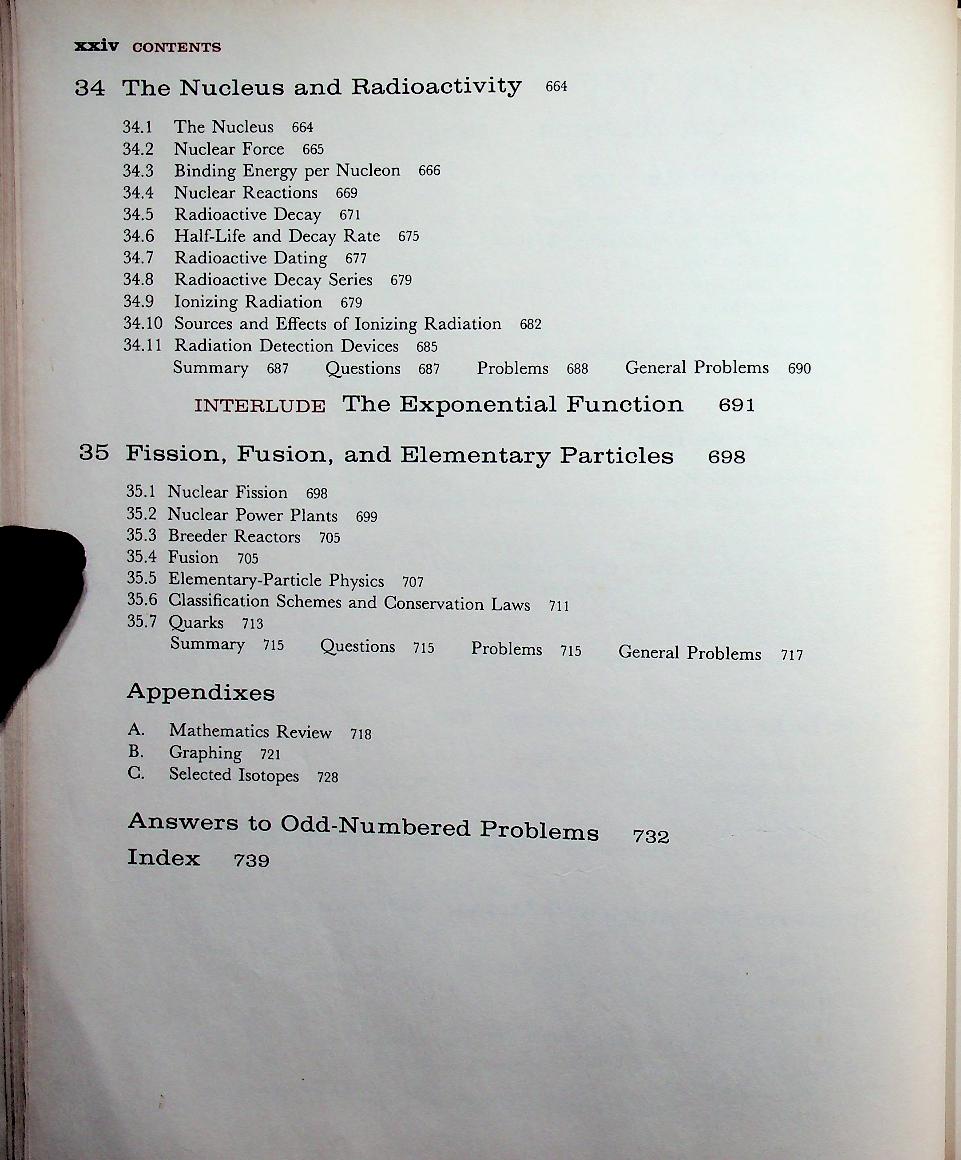 xxiv CONTENTS
34 The Nucleus and Radioactivity 664
34.1 The Nucleus 664
34.2 Nuclear Force 665
34.3 Binding Energy per Nucleon 666
34.4 Nuclear Reactions 669
34.5 Radioactive Decay 671
34.6 Half-Life and Decay Rate 675
34.7 Radioactive Dating 677
34.8 Radioactive Decay Series 679
34.9 Ionizing Radiation 679
34.10 Sources and Effects of Ionizing Radiation 682
34.11 Radiation Detection Devices 685
Summary 687 Questions 687 Problems 688 General Problems 690
INTERLUDE The Exponential Function 691
35 Fission, Fusion, and Elementary Particles 698
35.1 Nuclear Fission 698
35.2 Nuclear Power Plants 699
35.3 Breeder Reactors 705
35.4 Fusion 705
35.5 Elementary-Particle Physics 707
35.6 Classification Schemes and Conservation Laws 711
35.7 Quarks 713
Summary 715 Questions 715 Problems 715 General Problems 717
Appendixes
A. Mathematics Review 718
B. Graphing 721
C. Selected Isotopes 728
Answers to Odd-Numbered Problems 732
Index 739